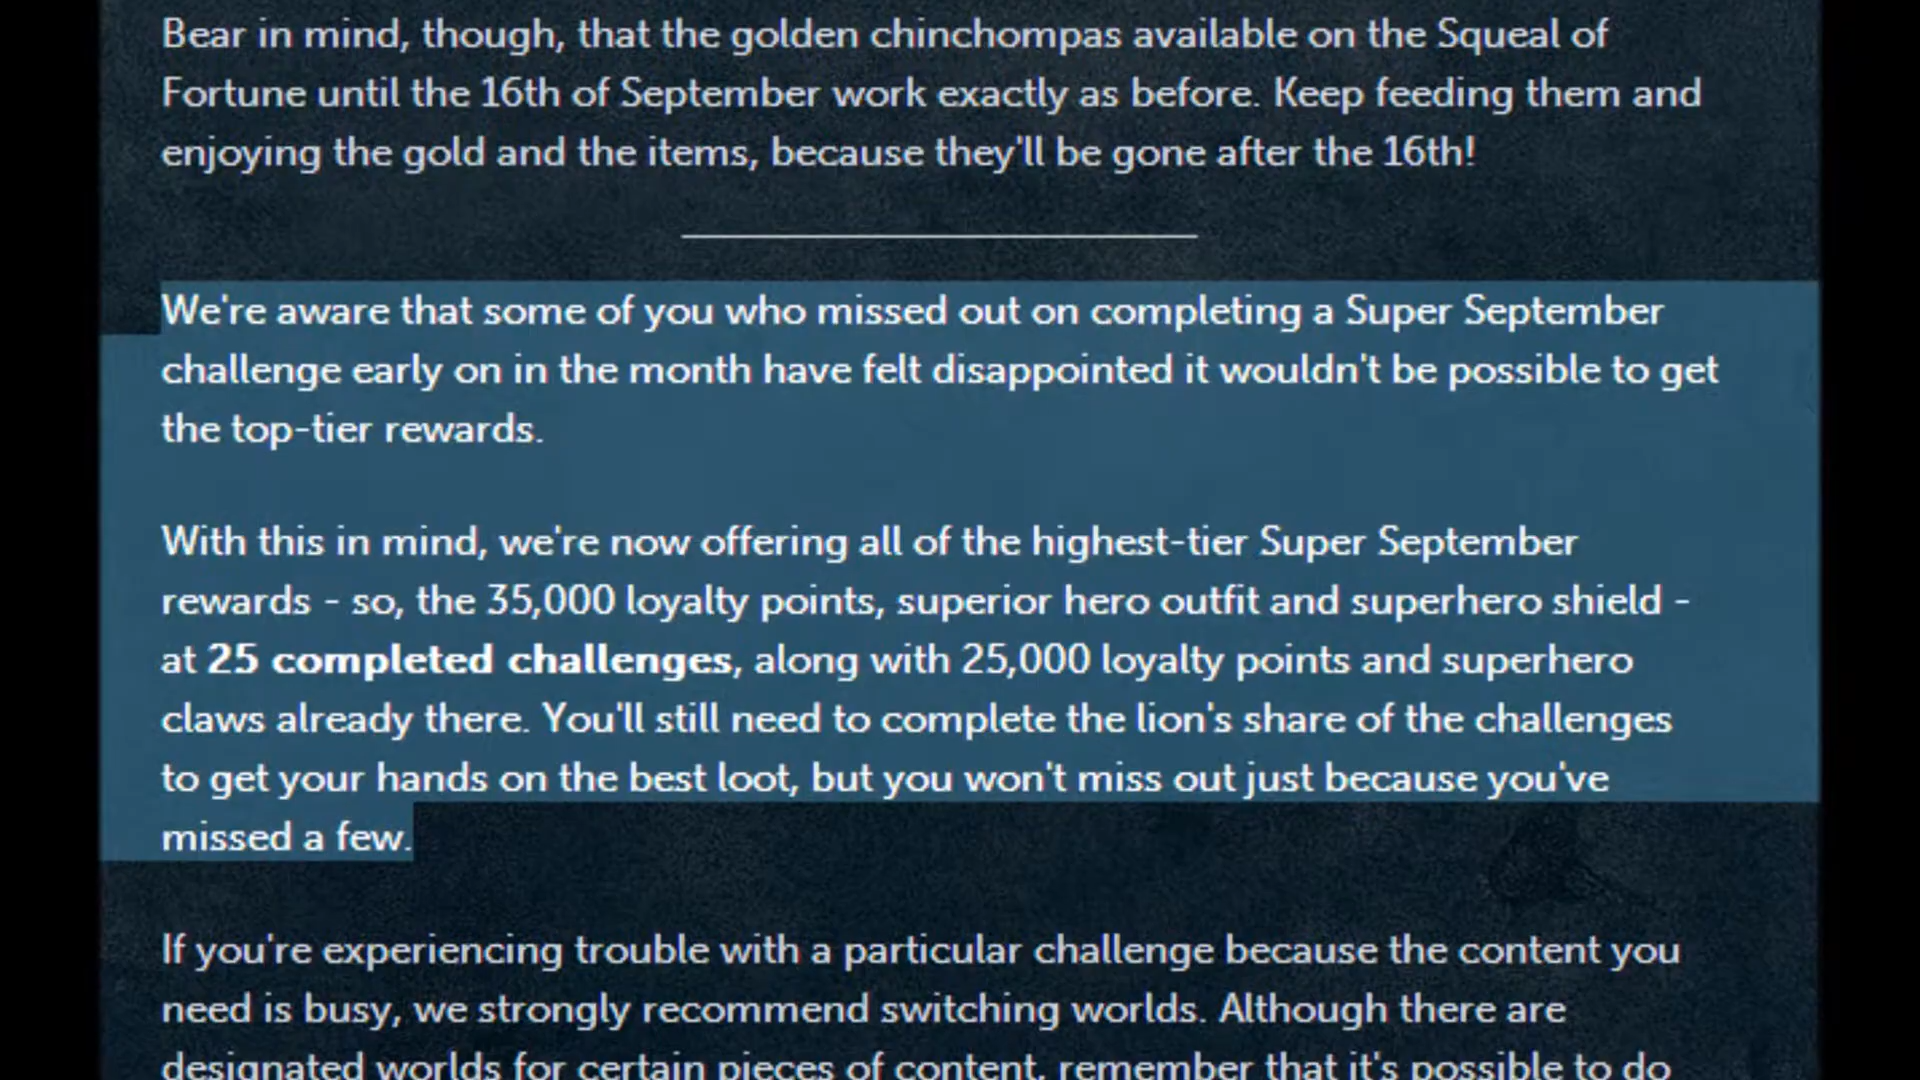 Bear in mind, though, that the golden chinchompas available on the Squeal of
Fortune until the 16th of September work exactly as before. Keep feeding them and
enjoying the gold and the items, because they'll be gone after the 16th!
We're aware that some of you who missed out on completing a Super September
challenge early on in the month have felt disappointed it wouldn't be possible to get
the top-tier rewards.
With this in mind, we're now offering all of the highest-tier Super September
rewards - so, the 35,000 loyalty points, superior hero outfit and superhero shield -
at 25 completed challenges, along with 25,000 loyalty points and superhero
claws already there. You'll still need to complete the lion's share of the challenges
to get your hands on the best loot, but you won't miss out just because you've
missed a few.
If you're experiencing trouble with a particular challenge because the content you
need is busy, we strongly recommend switching worlds. Although there are
designated worlds for certain pieces of content, remember that it's possible to do